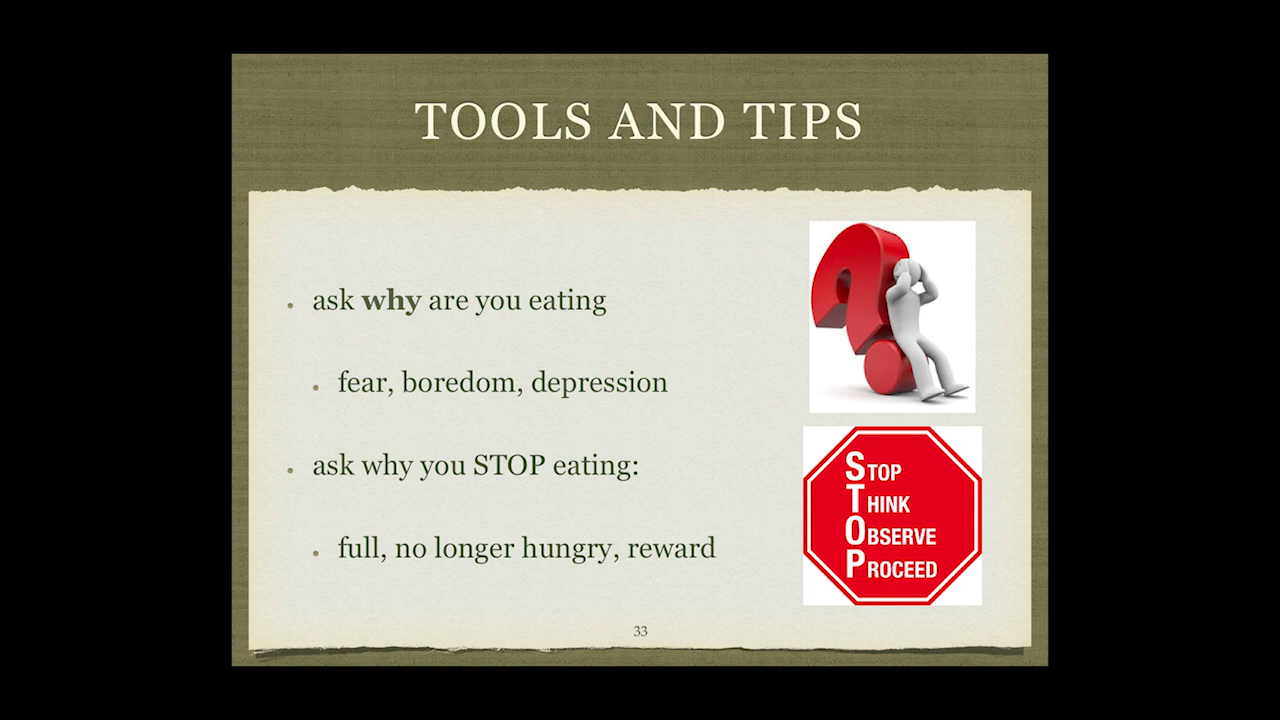 TOOLS AND TIPS
ask why are you eating
fear, boredom, depression
ask why you STOP eating:
full, no longer hungry, reward
STOP
THINK
OBSERVE
PROCEED
33